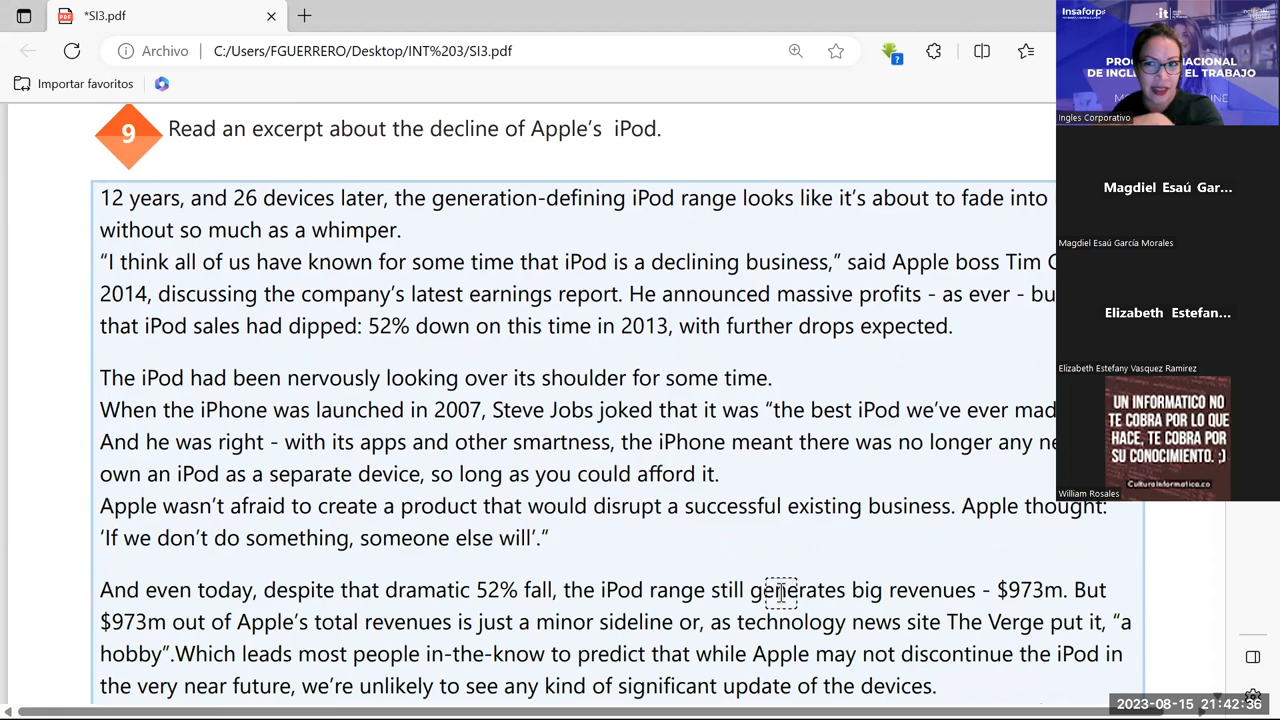 *SI3.pdf
Archivo
C:/Users/FGUERRERO/Desktop/INT%203/SI3.pdf
Importar favoritos
9
Read an excerpt about the decline of Apple’s iPod.
12 years, and 26 devices later, the generation-defining iPod range looks like it’s about to fade into
without so much as a whimper.
“I think all of us have known for some time that iPod is a declining business,” said Apple boss Tim
2014, discussing the company’s latest earnings report. He announced massive profits - as ever -
that iPod sales had dipped: 52% down on this time in 2013, with further drops expected.
The iPod had been nervously looking over its shoulder for some time.
When the iPhone was launched in 2007, Steve Jobs joked that it was “the best iPod we’ve ever mad
And he was right - with its apps and other smartness, the iPhone meant there was no longer any ne
own an iPod as a separate device, so long as you could afford it.
Apple wasn’t afraid to create a product that would disrupt a successful existing business. Apple thought:
‘If we don’t do something, someone else will’.”
And even today, despite that dramatic 52% fall, the iPod range still generates big revenues - $973m. But
$973m out of Apple’s total revenues is just a minor sideline or, as technology news site The Verge put it, “a
hobby”.Which leads most people in-the-know to predict that while Apple may not discontinue the iPod in
the very near future, we’re unlikely to see any kind of significant update of the devices.
Insaforp
it
Ingles Corporativo
Magdiel Esaú Gar...
Magdiel Esaú García Morales
Elizabeth Estefan...
Elizabeth Estefany Vasquez Ramirez
UN INFORMATICO NO
TE COBRA POR LO QUE
HACE, TE COBRA POR
SU CONOCIMIENTO. ;)
CulturaInformatica.co
William Rosales
2023-08-15 21:42:36